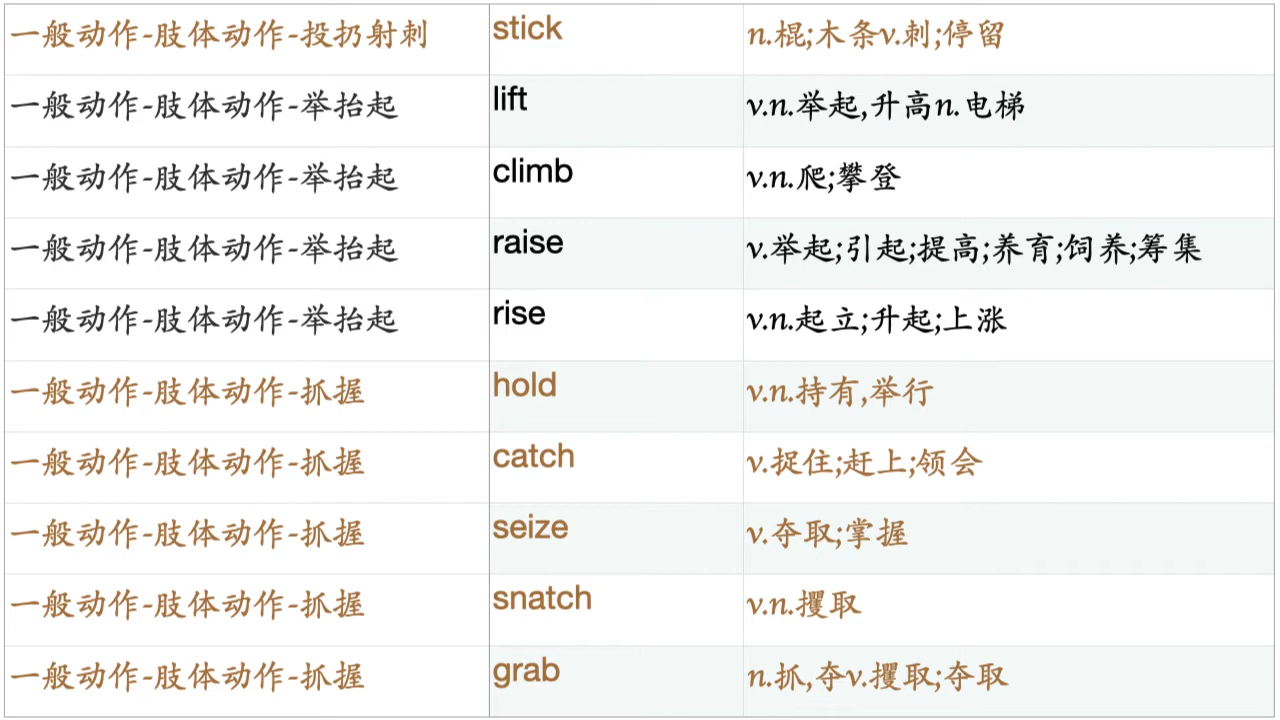 一般动作-肢体动作-投扔射刺 stick n.棍;木条v.刺;停留
一般动作-肢体动作-举抬起 lift v.n.举起,升高n.电梯
一般动作-肢体动作-举抬起 climb v.n.爬;攀登
一般动作-肢体动作-举抬起 raise v.举起;引起;提高;养育;饲养;筹集
一般动作-肢体动作-举抬起 rise v.n.起立;升起;上涨
一般动作-肢体动作-抓握 hold v.n.持有,举行
一般动作-肢体动作-抓握 catch v.捉住;赶上;领会
一般动作-肢体动作-抓握 seize v.夺取;掌握
一般动作-肢体动作-抓握 snatch v.n.攫取
一般动作-肢体动作-抓握 grab n.抓,夺v.攫取;夺取